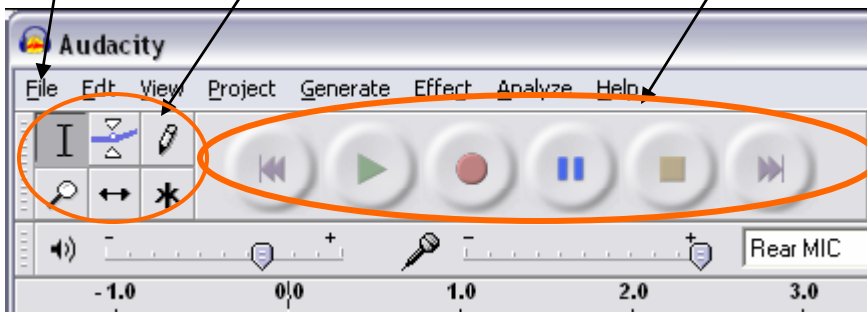 Audacity
File Edit View Project Generate Effect Analyze Help
- + - + Rear MIC
- 1.0 0.0 1.0 2.0 3.0